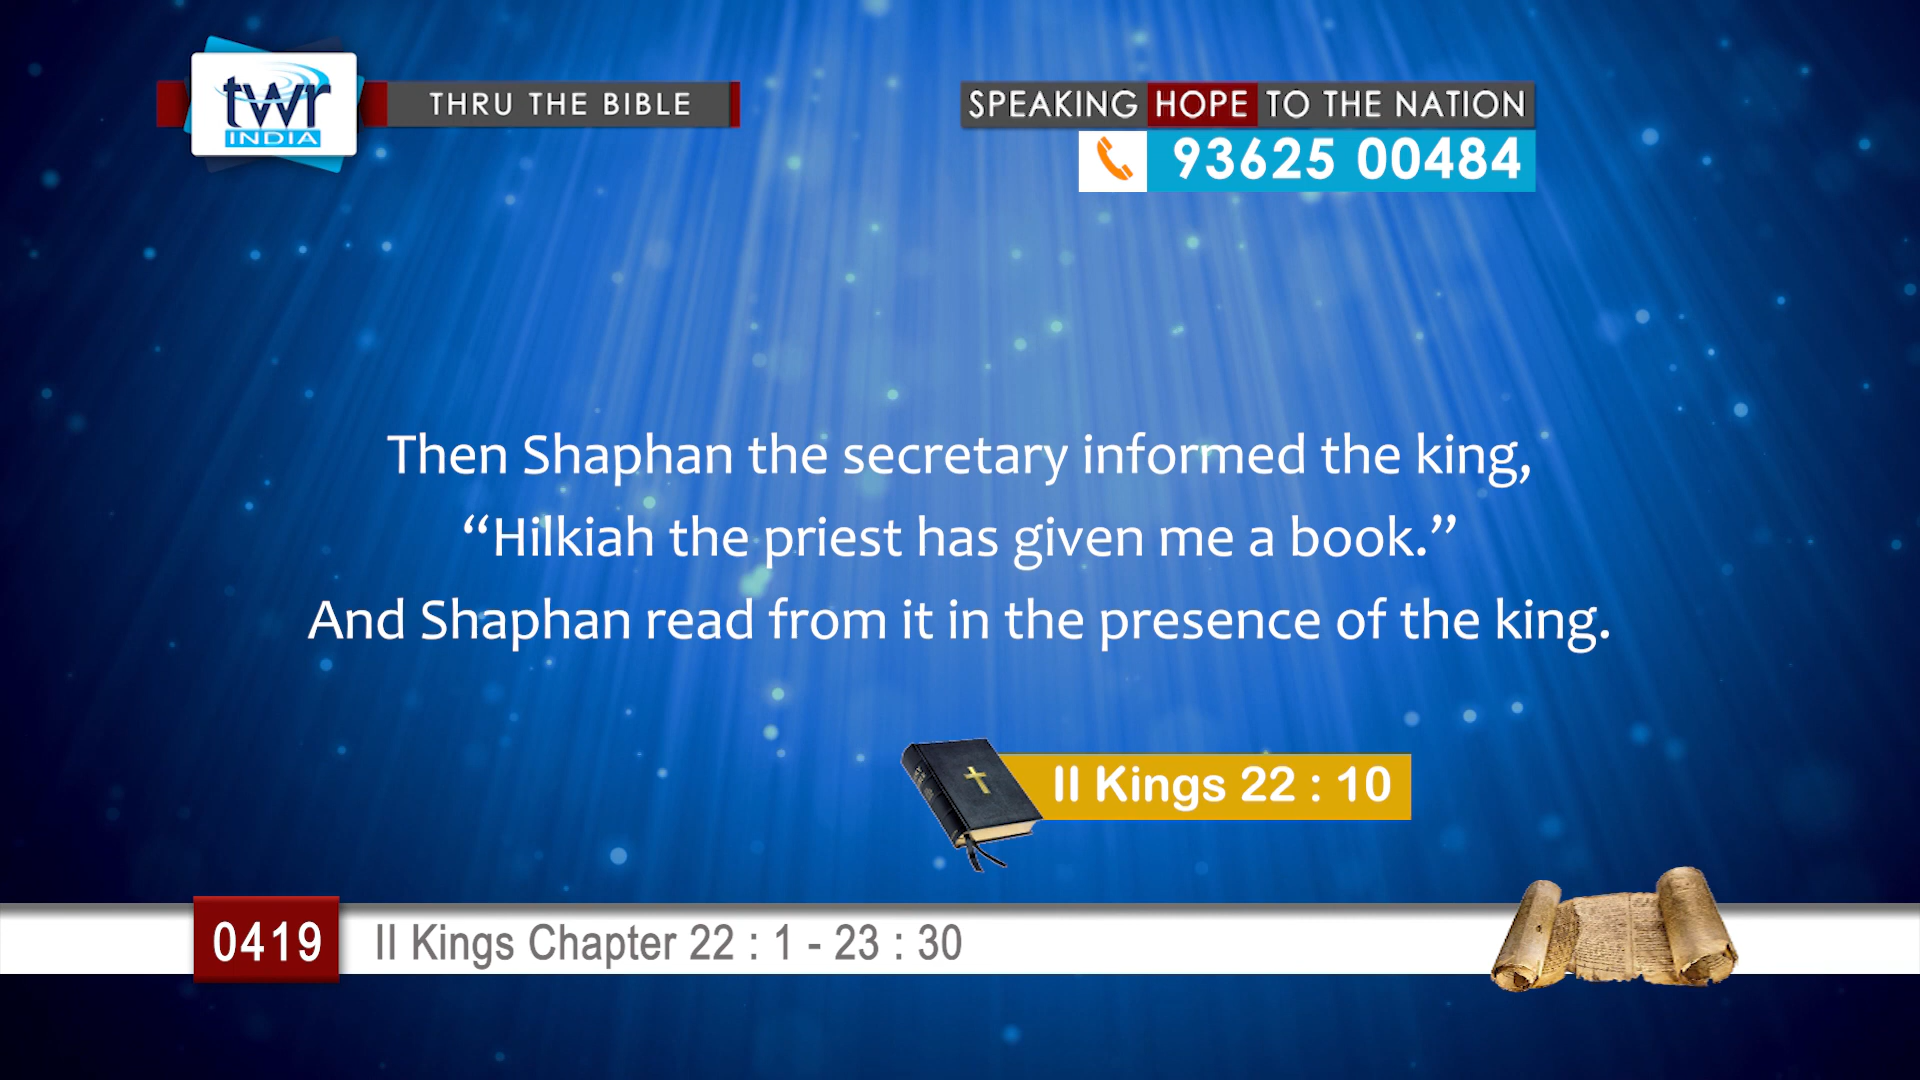 twr
INDIA
THRU THE BIBLE
SPEAKING HOPE TO THE NATION
93625 00484
Then Shaphan the secretary informed the king,
“Hilkiah the priest has given me a book.”
And Shaphan read from it in the presence of the king.
II Kings 22 : 10
0419
II Kings Chapter 22 : 1 - 23 : 30